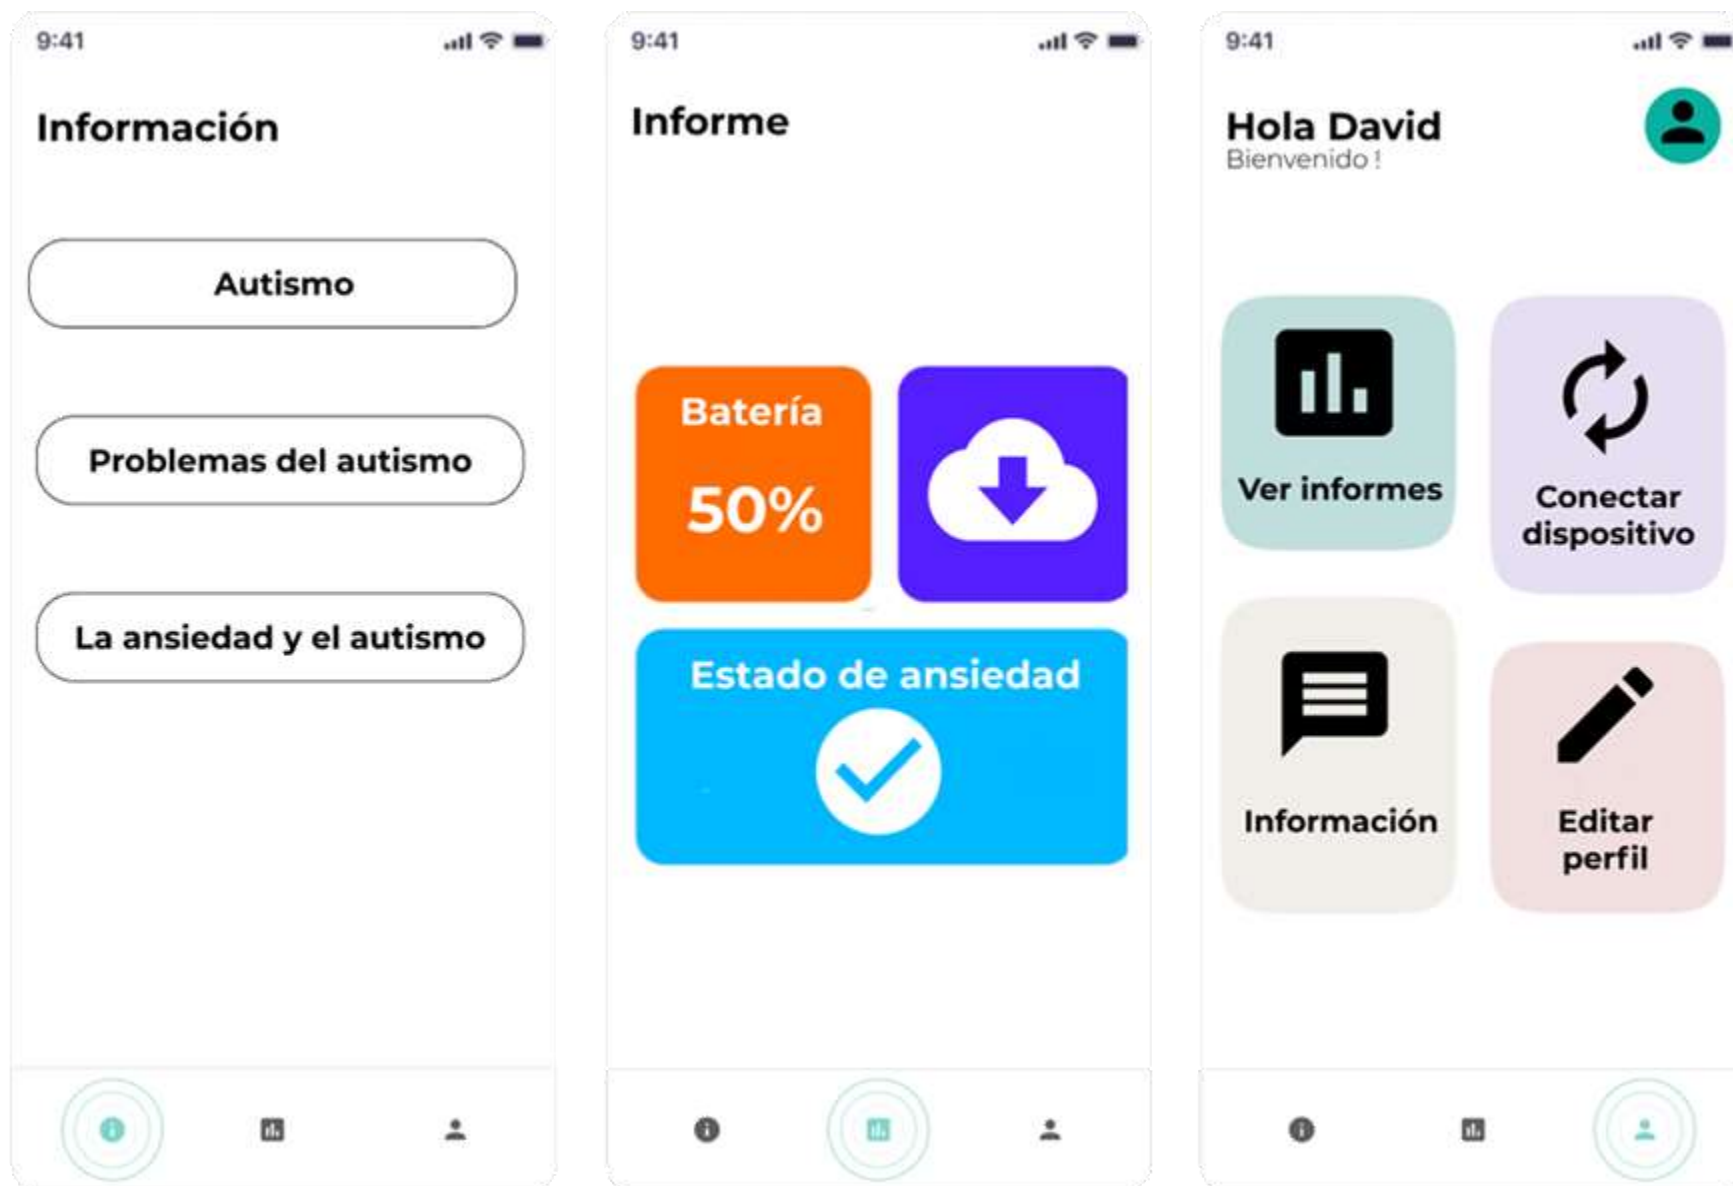 9:41
Información
Autismo
Problemas del autismo
La ansiedad y el autismo
9:41
Informe
Batería
50%
Estado de ansiedad
9:41
Hola David
Bienvenido !
Ver informes
Conectar
dispositivo
Información
Editar
perfil